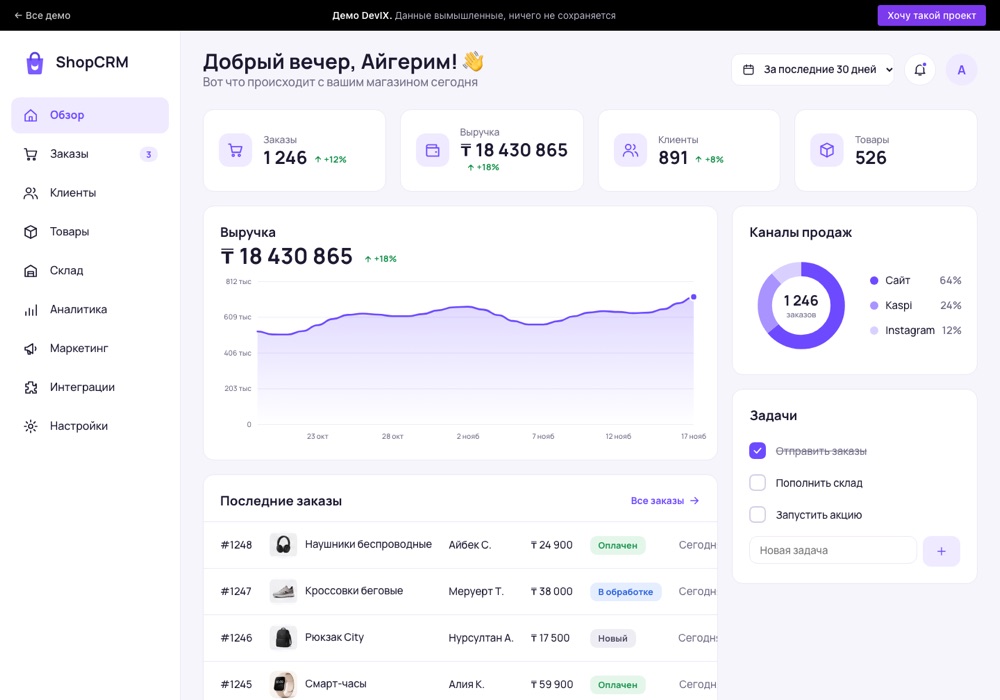 ← Все демо
Демо DevIX. Данные вымышленные, ничего не сохраняется
Хочу такой проект
ShopCRM
Обзор
Заказы 3
Клиенты
Товары
Склад
Аналитика
Маркетинг
Интеграции
Настройки
Добрый вечер, Айгерим! 👋
Вот что происходит с вашим магазином сегодня
За последние 30 дней
А
Заказы
1 246 ↑ +12%
Выручка
₸ 18 430 865
↑ +18%
Клиенты
891 ↑ +8%
Товары
526
Выручка
₸ 18 430 865 ↑ +18%
812 тыс
609 тыс
406 тыс
203 тыс
0
23 окт 28 окт 2 нояб 7 нояб 12 нояб 17 нояб
Каналы продаж
1 246
заказов
Сайт 64%
Kaspi 24%
Instagram 12%
Задачи
Отправить заказы
Пополнить склад
Запустить акцию
Новая задача +
Последние заказы
Все заказы →
#1248 Наушники беспроводные Айбек С. ₸ 24 900 Оплачен Сегодн
#1247 Кроссовки беговые Меруерт Т. ₸ 38 000 В обработке Сегодн
#1246 Рюкзак City Нурсултан А. ₸ 17 500 Новый Сегодн
#1245 Смарт-часы Алия К. ₸ 59 900 Оплачен Сегодн